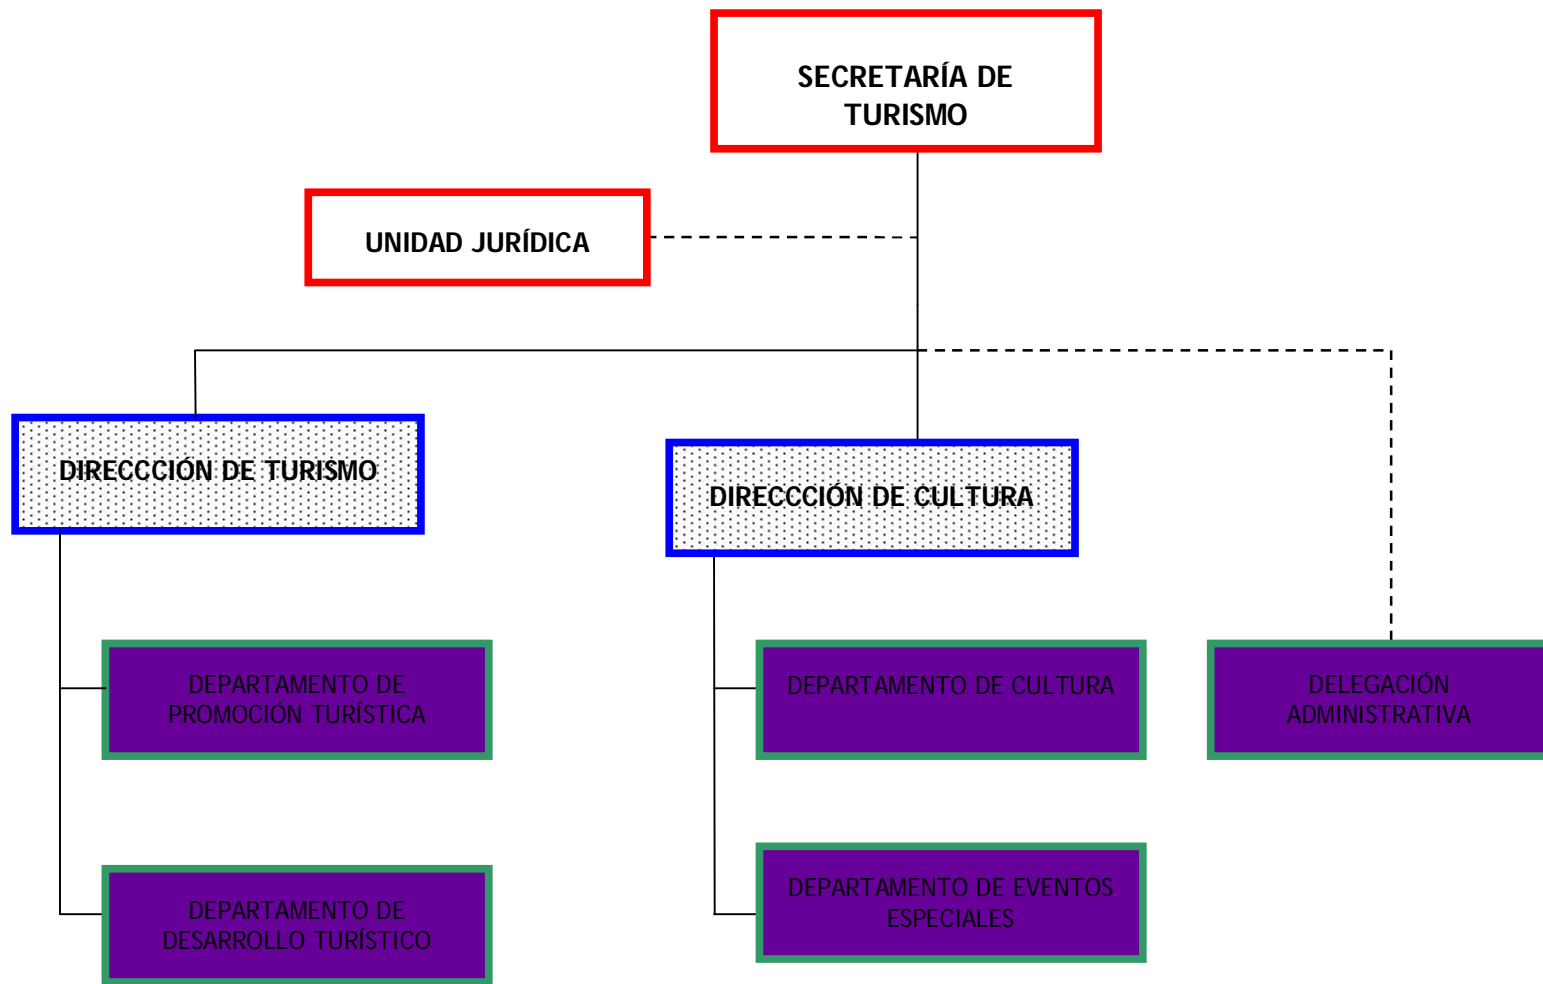 SECRETARÍA DE
TURISMO
UNIDAD JURÍDICA
DIRECCCIÓN DE TURISMO
DIRECCCIÓN DE CULTURA
DEPARTAMENTO DE
PROMOCIÓN TURÍSTICA
DEPARTAMENTO DE CULTURA
DELEGACIÓN
ADMINISTRATIVA
DEPARTAMENTO DE
DESARROLLO TURÍSTICO
DEPARTAMENTO DE EVENTOS
ESPECIALES